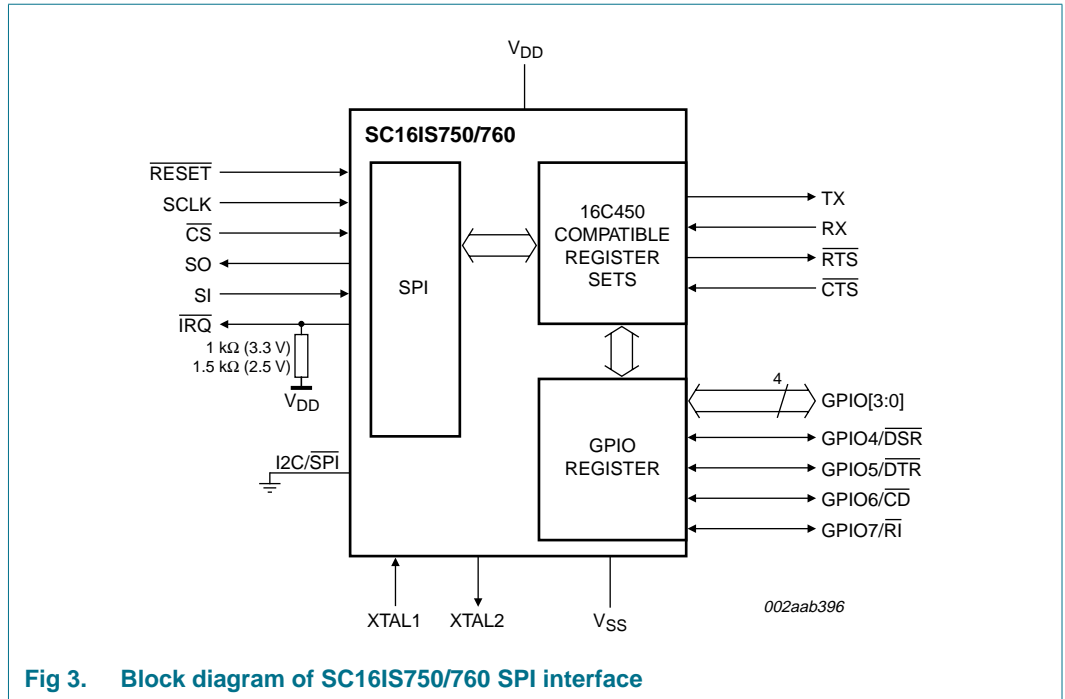 VDD
SC16IS750/760
RESET
SCLK
CS
SO
SI
IRQ
1 kΩ (3.3 V)
1.5 kΩ (2.5 V)
VDD
I2C/SPI
SPI
16C450
COMPATIBLE
REGISTER
SETS
TX
RX
RTS
CTS
GPIO
REGISTER
4
GPIO[3:0]
GPIO4/DSR
GPIO5/DTR
GPIO6/CD
GPIO7/RI
XTAL1 XTAL2
VSS
002aab396
Fig 3. Block diagram of SC16IS750/760 SPI interface